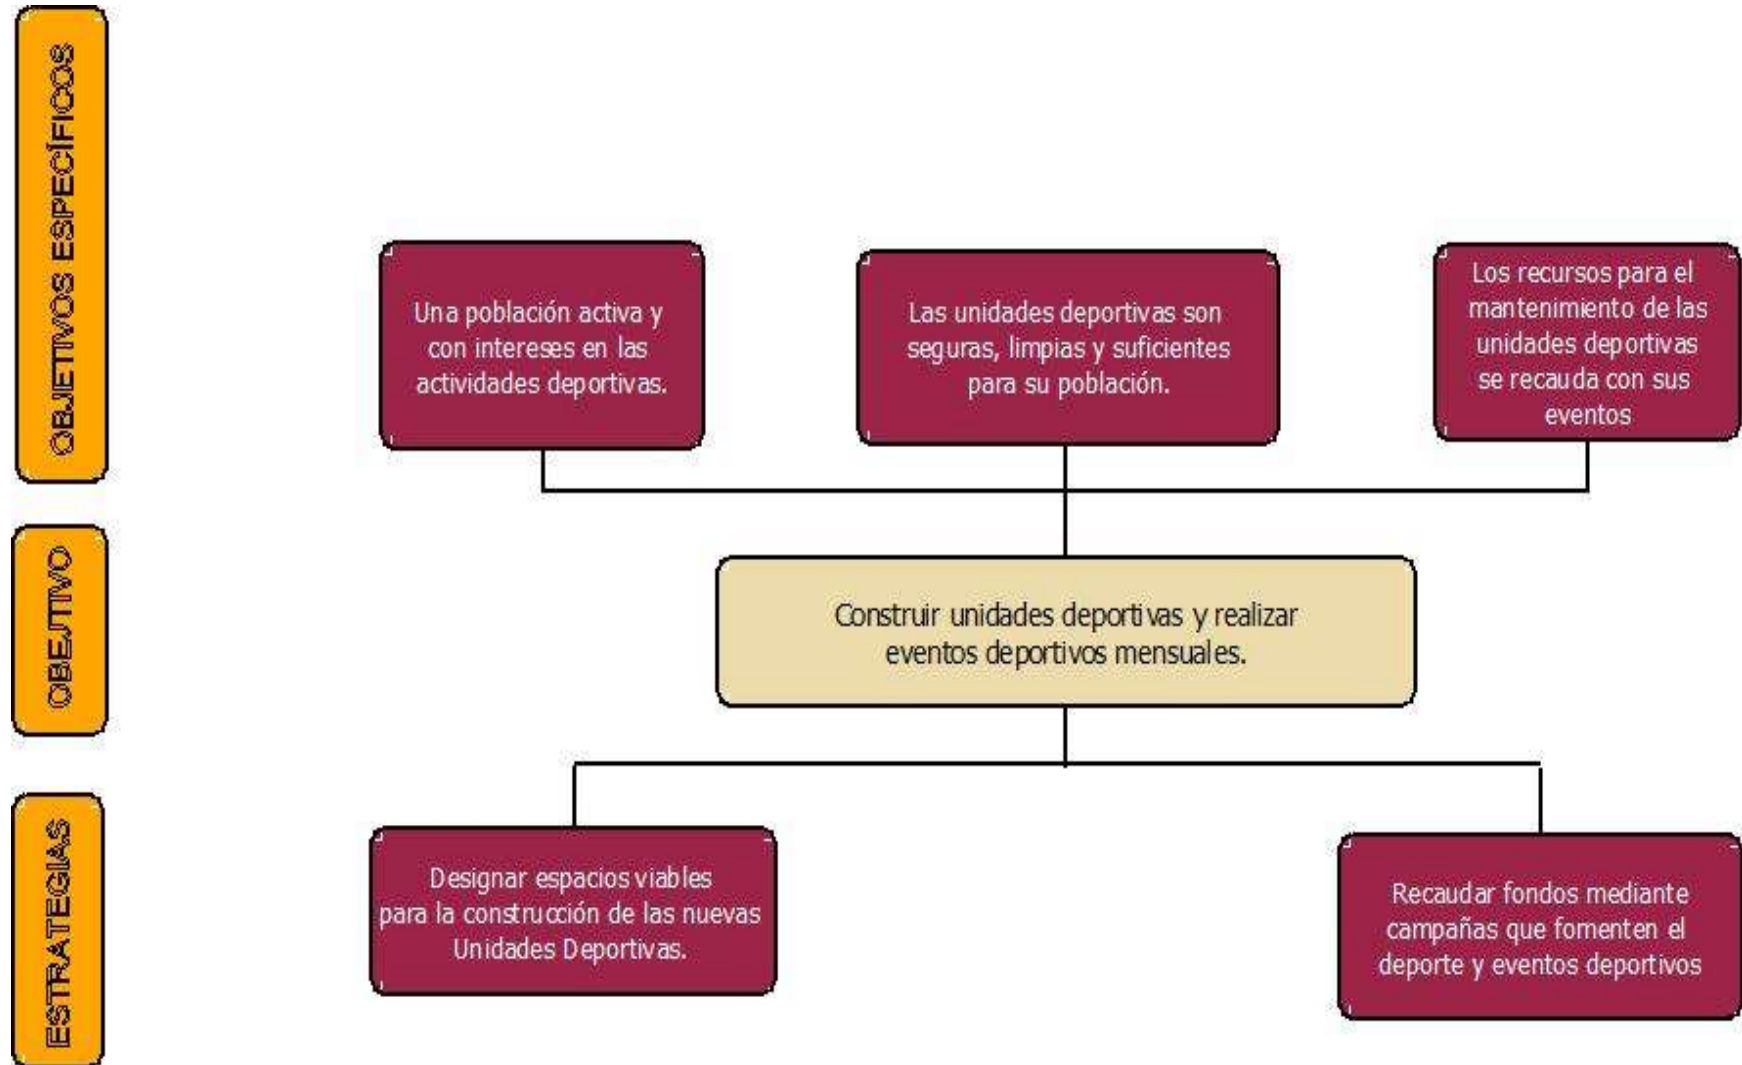 OBJETIVOS ESPECÍFICOS
Una población activa y
con intereses en las
actividades deportivas.
Las unidades deportivas son
seguras, limpias y suficientes
para su población.
Los recursos para el
mantenimiento de las
unidades deportivas
se recauda con sus
eventos
OBEJTIVO
Construir unidades deportivas y realizar
eventos deportivos mensuales.
ESTRATEGIAS
Designar espacios viables
para la construcción de las nuevas
Unidades Deportivas.
Recaudar fondos mediante
campañas que fomenten el
deporte y eventos deportivos